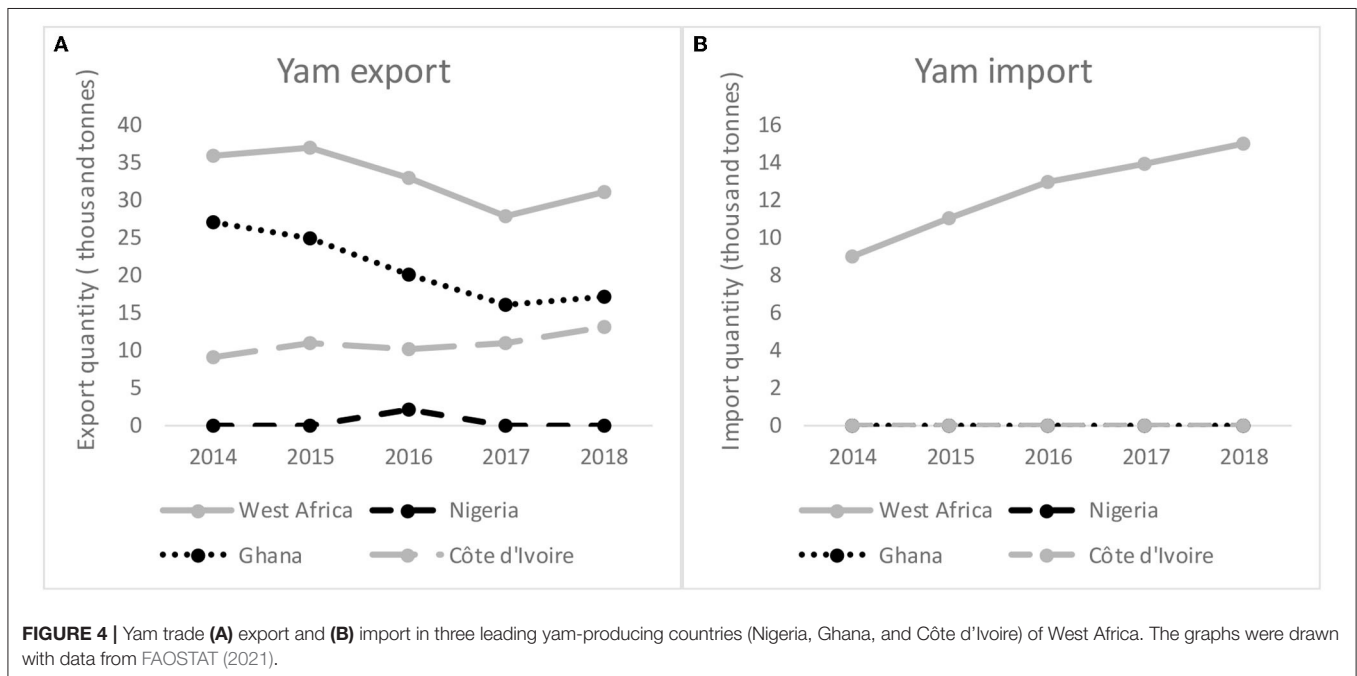 A
Yam export
Export quantity ( thousand tonnes)
40
35
30
25
20
15
10
5
0
2014 2015 2016 2017 2018
West Africa Nigeria
Ghana Côte d'Ivoire
B
Yam import
Import quantity (thousand tonnes)
16
14
12
10
8
6
4
2
0
2014 2015 2016 2017 2018
West Africa Nigeria
Ghana Côte d'Ivoire
FIGURE 4 | Yam trade (A) export and (B) import in three leading yam-producing countries (Nigeria, Ghana, and Côte d'Ivoire) of West Africa. The graphs were drawn
with data from FAOSTAT (2021).